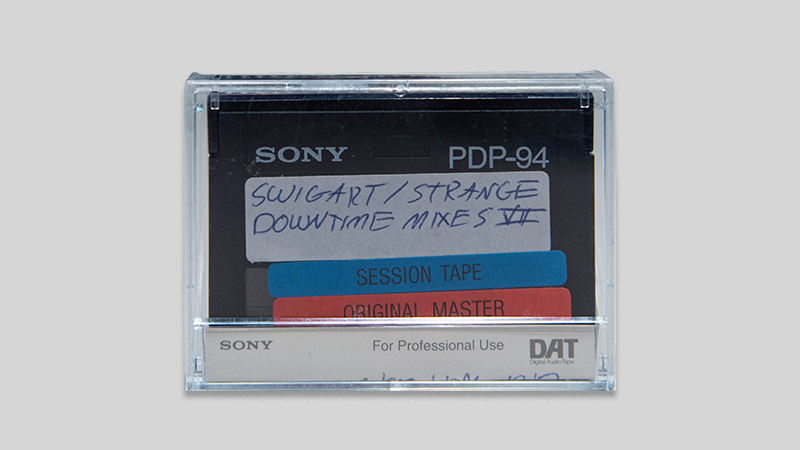 SONY PDP-94
SWIGART / STRANGE
DOWNTIME MIXES VII
SESSION TAPE
ORIGINAL MASTER
SONY For Professional Use DAT
Digital Audio Tape